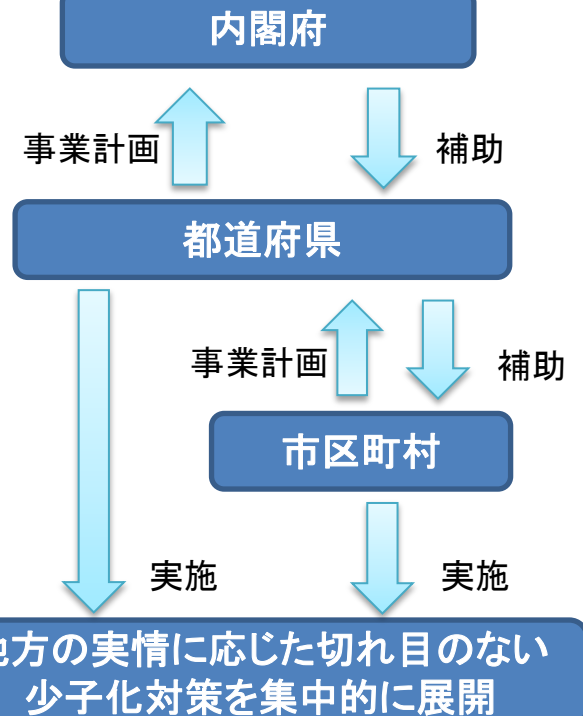 内閣府
事業計画
補助
都道府県
事業計画
補助
市区町村
実施
実施
地方の実情に応じた切れ目のない
少子化対策を集中的に展開